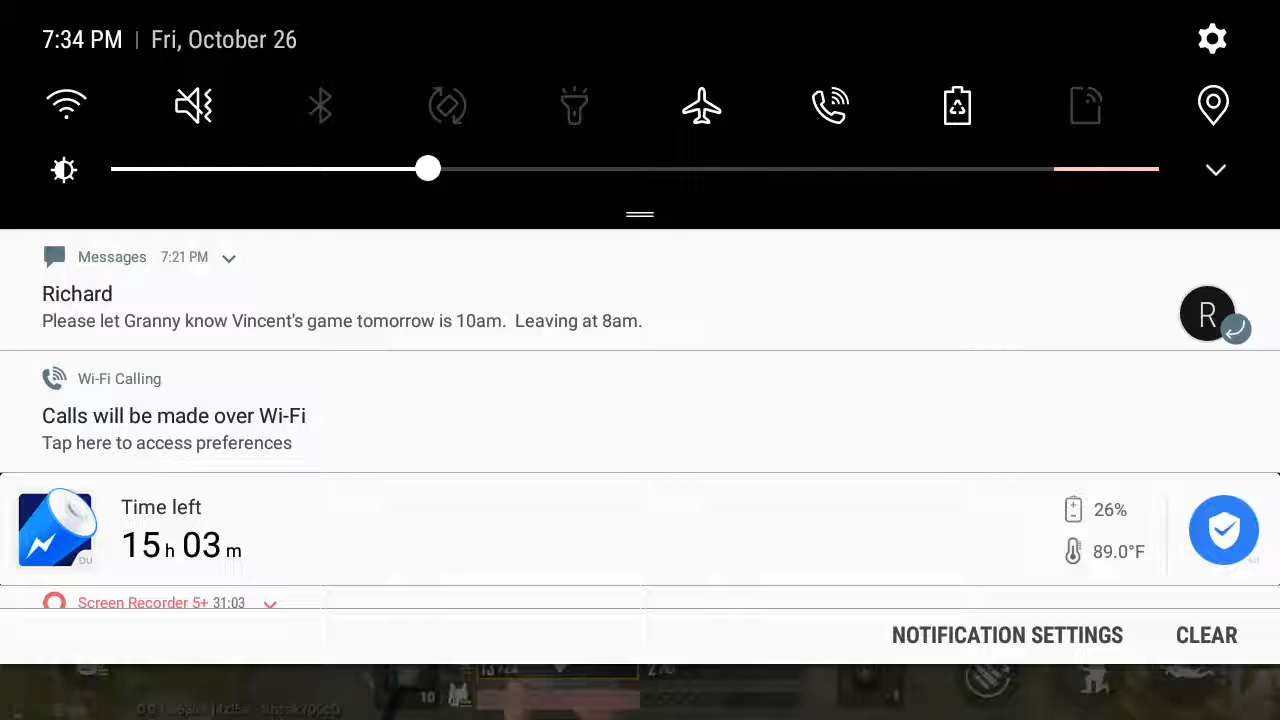 7:34 PM | Fri, October 26
Messages 7:21 PM
Richard
Please let Granny know Vincent's game tomorrow is 10am. Leaving at 8am.
R
Wi-Fi Calling
Calls will be made over Wi-Fi
Tap here to access preferences
Time left
15 h 03 m
26%
89.0°F
DU
Screen Recorder 5+ 31:03
NOTIFICATION SETTINGS
CLEAR
10